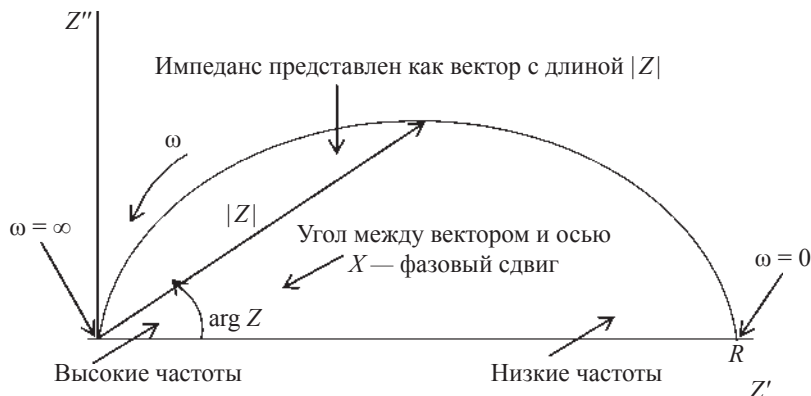 Z″
Импеданс представлен как вектор с длиной |Z|
ω
|Z|
ω = ∞
Угол между вектором и осью
X — фазовый сдвиг
ω = 0
arg Z
R
Высокие частоты
Низкие частоты
Z′